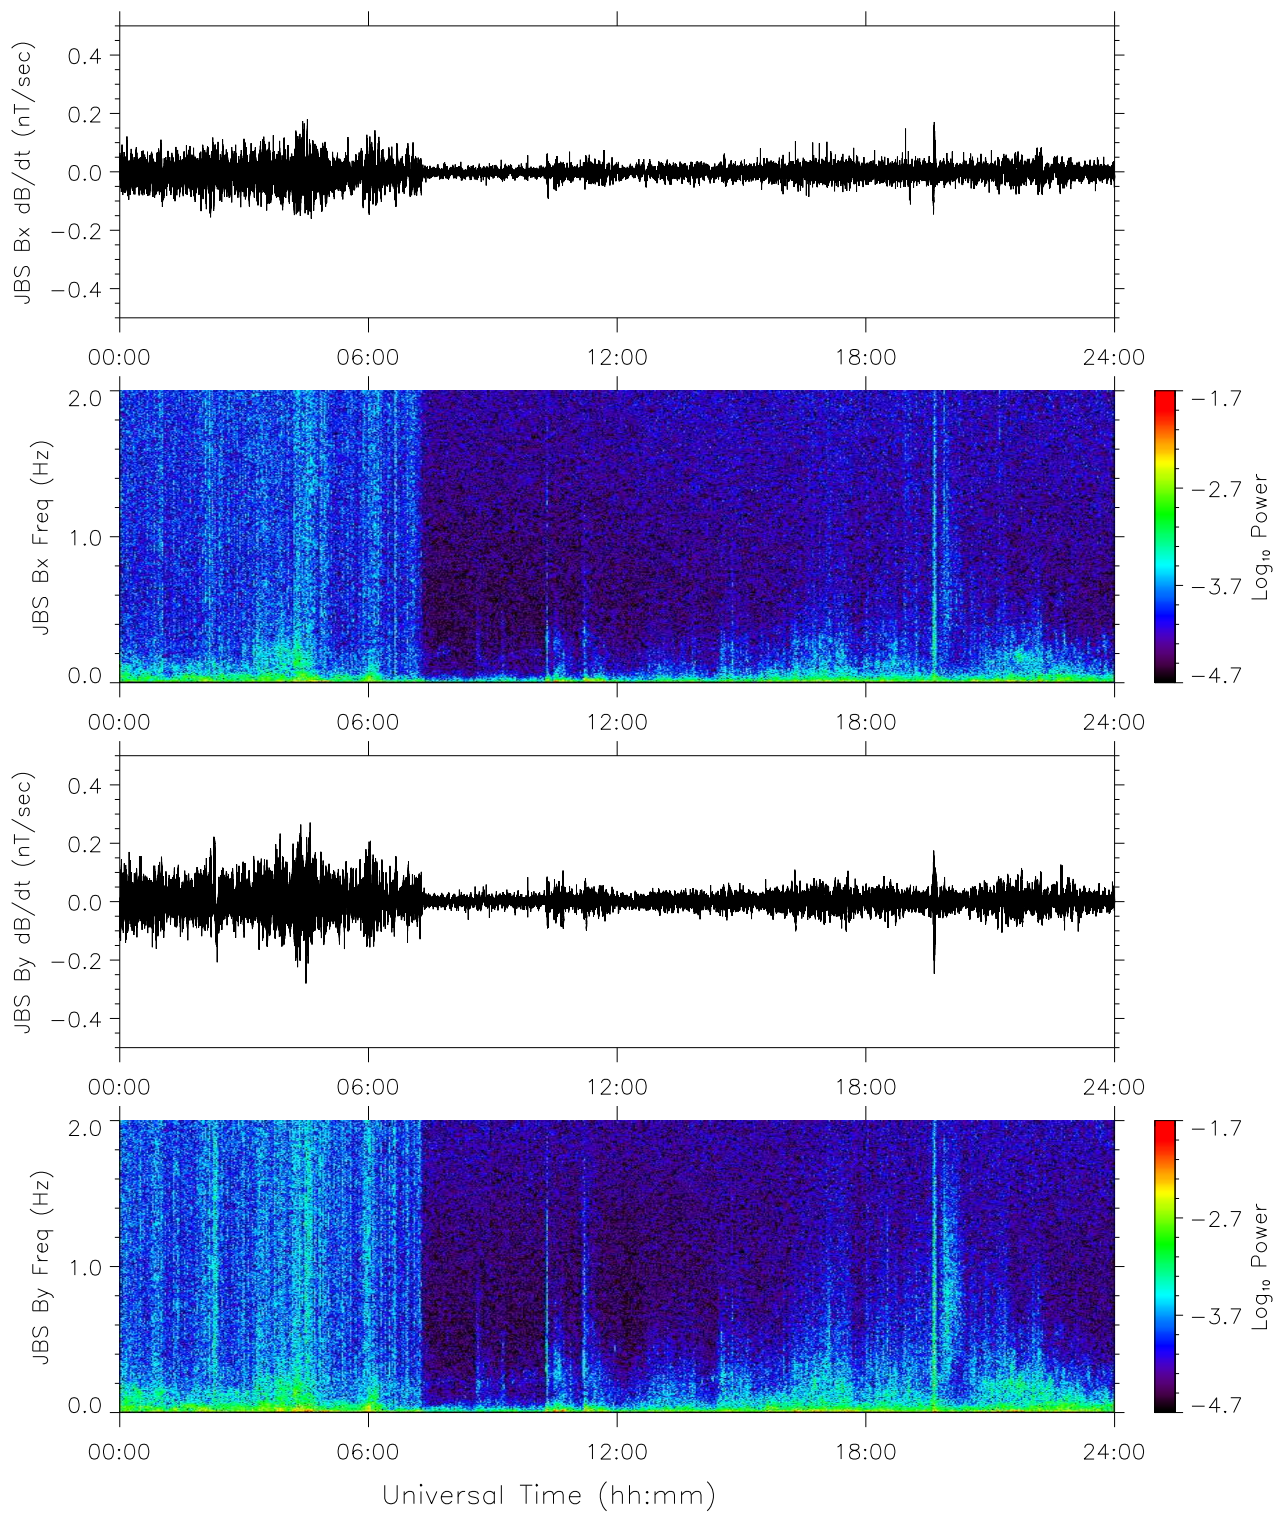 JBS Bx dB/dt (nT/sec)
0.4
0.2
0.0
−0.2
−0.4
00:00 06:00 12:00 18:00 24:00
JBS Bx Freq (Hz)
2.0
1.0
0.0
−1.7
−2.7
−3.7
−4.7
Log10 Power
00:00 06:00 12:00 18:00 24:00
JBS By dB/dt (nT/sec)
0.4
0.2
0.0
−0.2
−0.4
00:00 06:00 12:00 18:00 24:00
JBS By Freq (Hz)
2.0
1.0
0.0
−1.7
−2.7
−3.7
−4.7
Log10 Power
00:00 06:00 12:00 18:00 24:00
Universal Time (hh:mm)